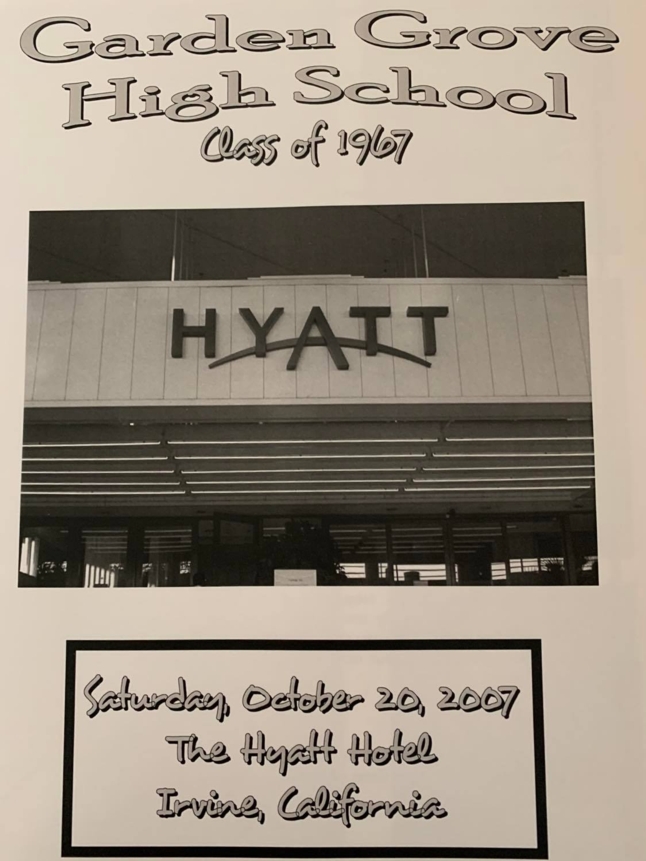 Garden Grove
High School
Class of 1967
HYATT
Saturday, October 20, 2007
The Hyatt Hotel
Irvine, California